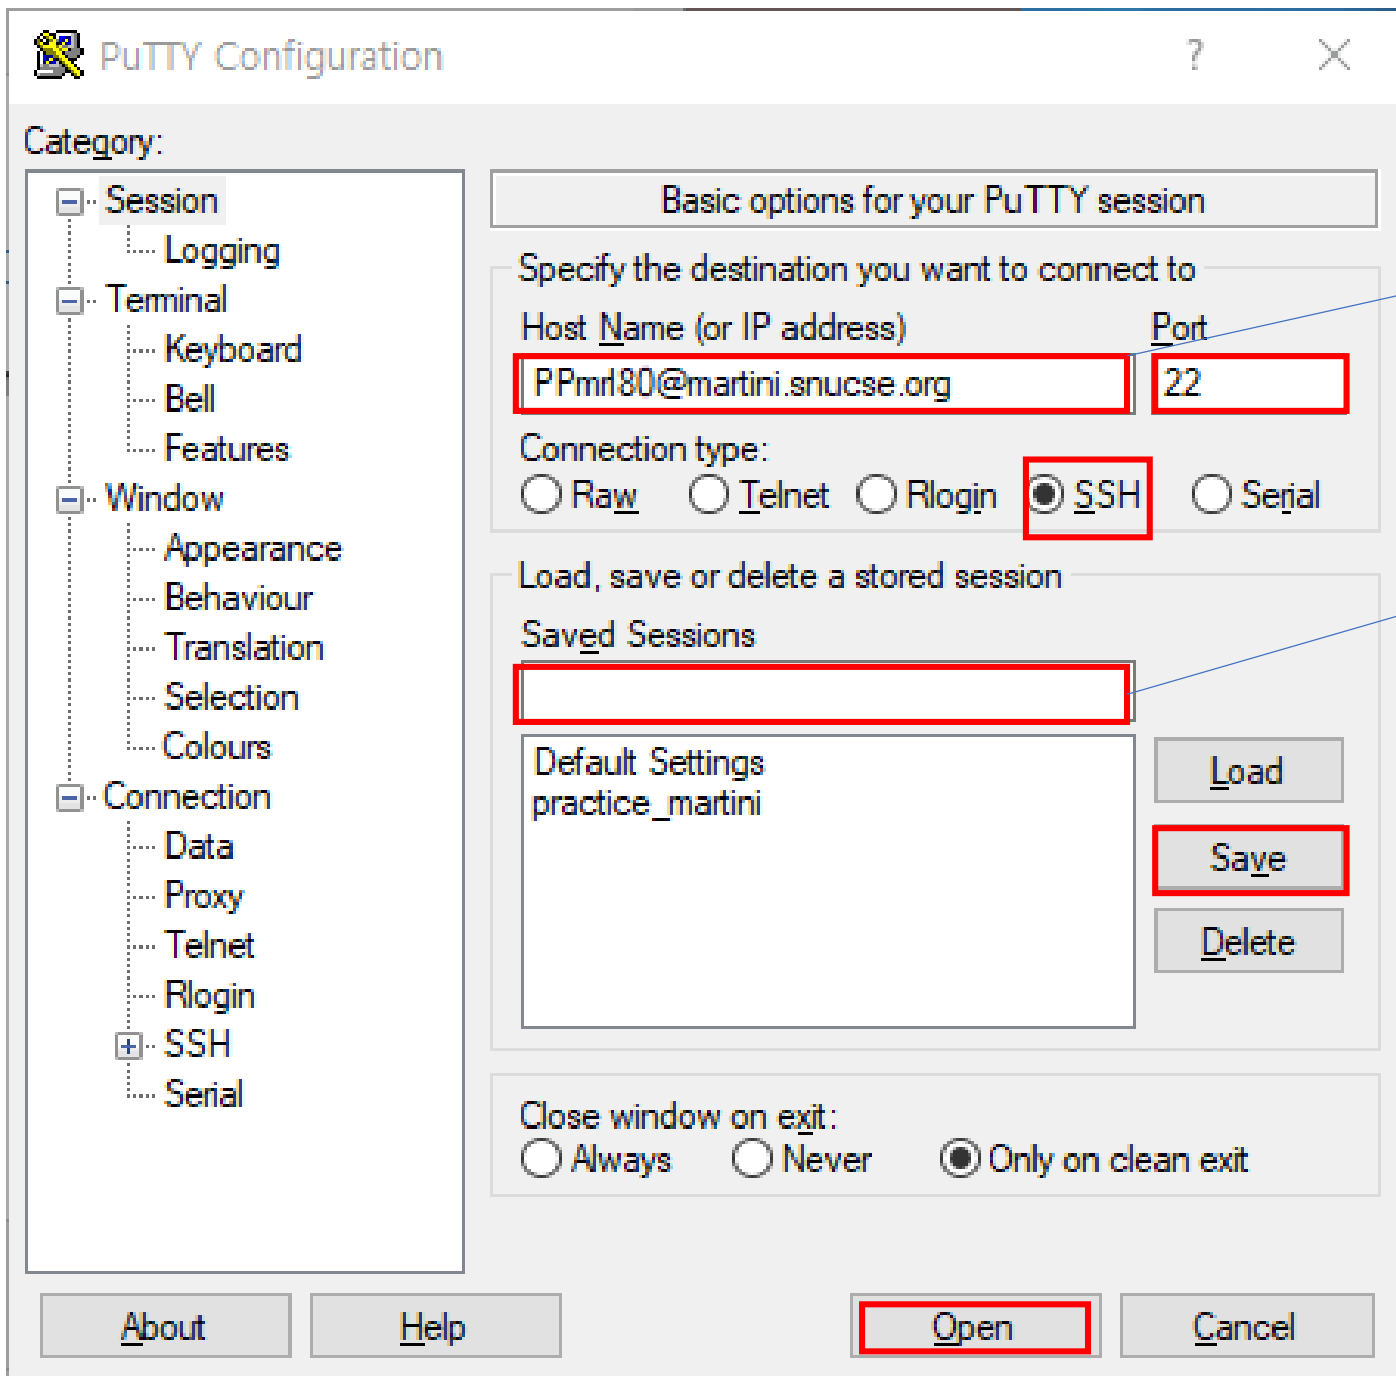 PuTTY Configuration
Category:
Session
Logging
Terminal
Keyboard
Bell
Features
Window
Appearance
Behaviour
Translation
Selection
Colours
Connection
Data
Proxy
Telnet
Rlogin
SSH
Serial
Basic options for your PuTTY session
Specify the destination you want to connect to
Host Name (or IP address) Port
PPmrl80@martini.snucse.org 22
Connection type:
Raw Telnet Rlogin SSH Serial
Load, save or delete a stored session
Saved Sessions
Default Settings
practice_martini
Load
Save
Delete
Close window on exit:
Always Never Only on clean exit
About Help Open Cancel